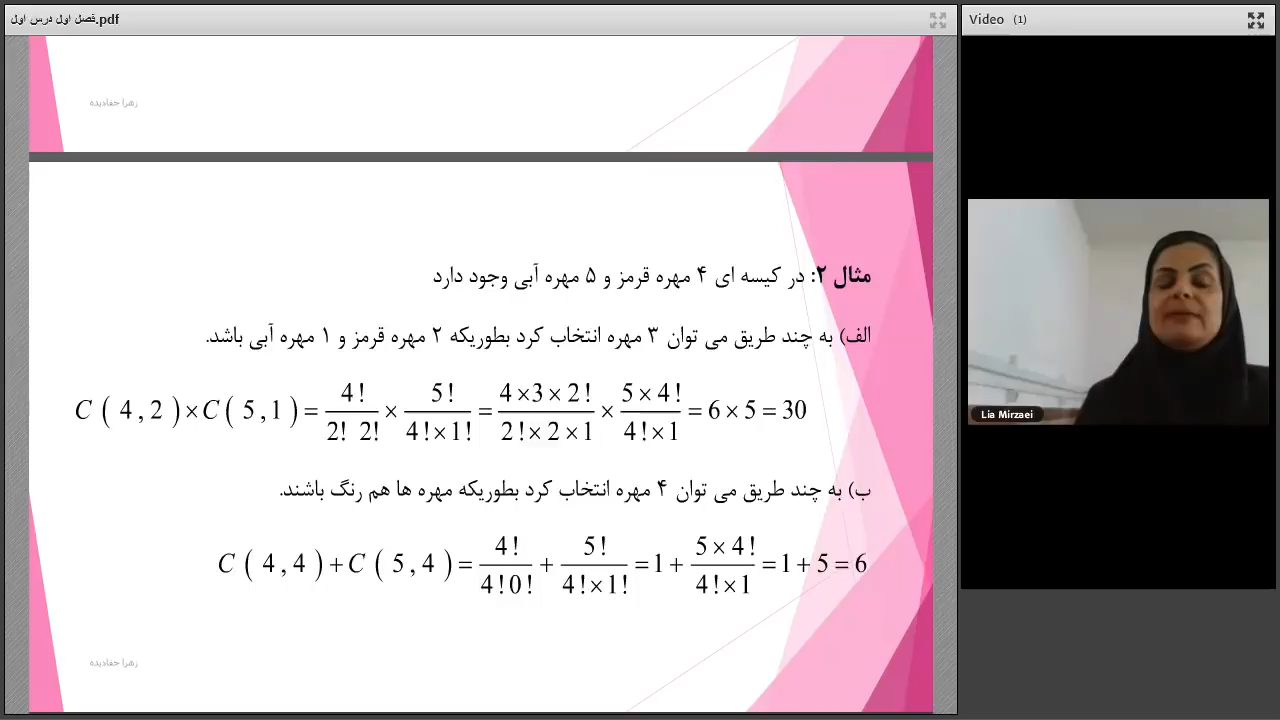 فصل اول درس اول.pdf
Video (1)
زهرا جفادیده
مثال ۲: در کیسه ای ۴ مهره قرمز و ۵ مهره آبی وجود دارد
الف) به چند طریق می توان ۳ مهره انتخاب کرد بطوریکه ۲ مهره قرمز و ۱ مهره آبی باشد.
C ( 4 , 2 ) × C ( 5 , 1 ) = 4! / 2! 2! × 5! / 4! × 1! = 4 × 3 × 2! / 2! × 2 × 1 × 5 × 4! / 4! × 1 = 6 × 5 = 30
ب) به چند طریق می توان ۴ مهره انتخاب کرد بطوریکه مهره ها هم رنگ باشند.
C ( 4 , 4 ) + C ( 5 , 4 ) = 4! / 4! 0! + 5! / 4! × 1! = 1 + 5 × 4! / 4! × 1 = 1 + 5 = 6
زهرا جفادیده
Lia Mirzaei